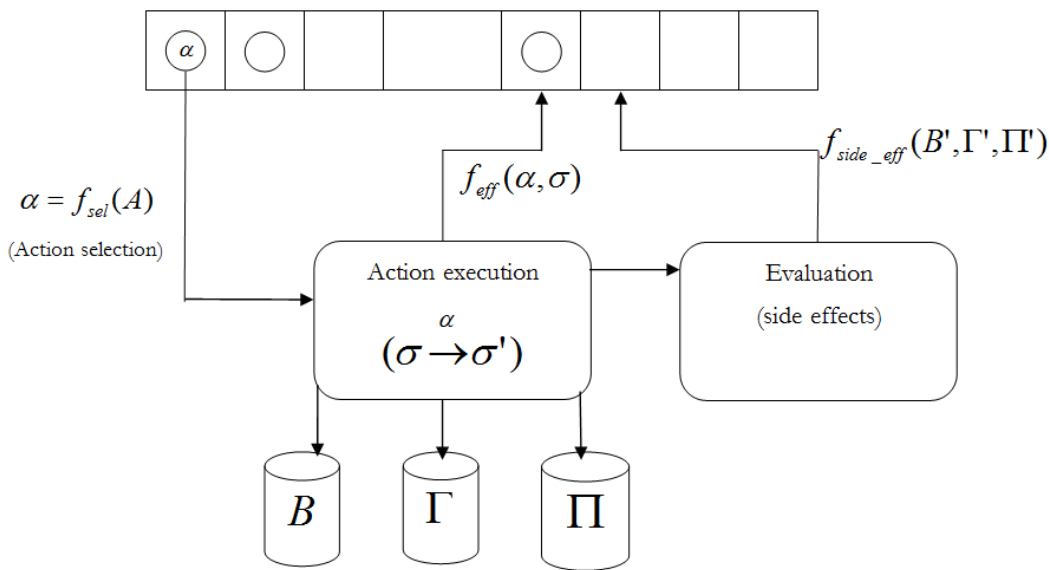 α
f_side_eff(B',Γ',Π')
f_eff(α,σ)
α = f_sel(A)
(Action selection)
Action execution
α
(σ→σ')
Evaluation
(side effects)
B
Γ
Π